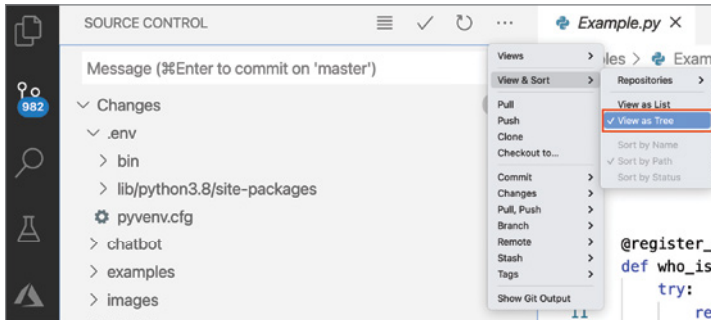 SOURCE CONTROL
Message (⌘Enter to commit on 'master')
982
Changes
.env
bin
lib/python3.8/site-packages
pyvenv.cfg
chatbot
examples
images
Example.py
les > Exam
Views
View & Sort
Pull
Push
Clone
Checkout to...
Commit
Changes
Pull, Push
Branch
Remote
Stash
Tags
Show Git Output
Repositories
View as List
✓ View as Tree
Sort by Name
✓ Sort by Path
Sort by Status
@register_
def who_is
try:
11 re